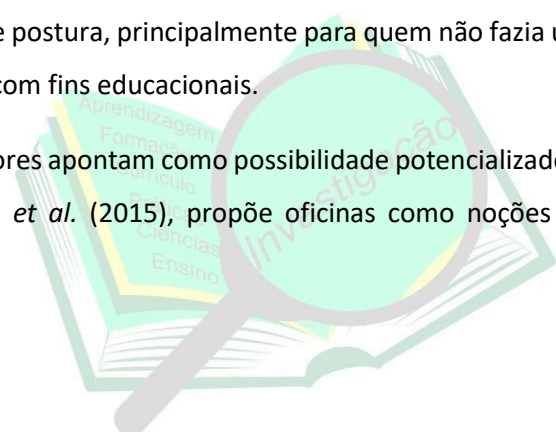 e postura, principalmente para quem não fazia u
com fins educacionais.
ores apontam como possibilidade potencializado
et al. (2015), propõe oficinas como noções
Aprendizagem
Formação
Currículo
Ciências
Ensino
Investigação